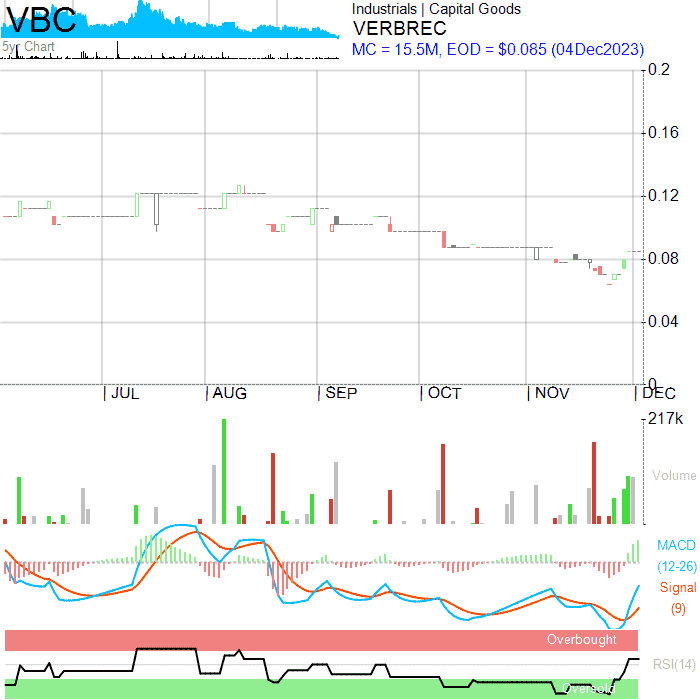 VBC
5yr Chart
Industrials | Capital Goods
VERBREC
MC = 15.5M, EOD = $0.085 (04Dec2023)
0.2
0.16
0.12
0.08
0.04
0
| JUL | AUG | SEP | OCT | NOV | DEC
217k
Volume
MACD
(12-26)
Signal
(9)
Overbought
RSI(14)
Oversold